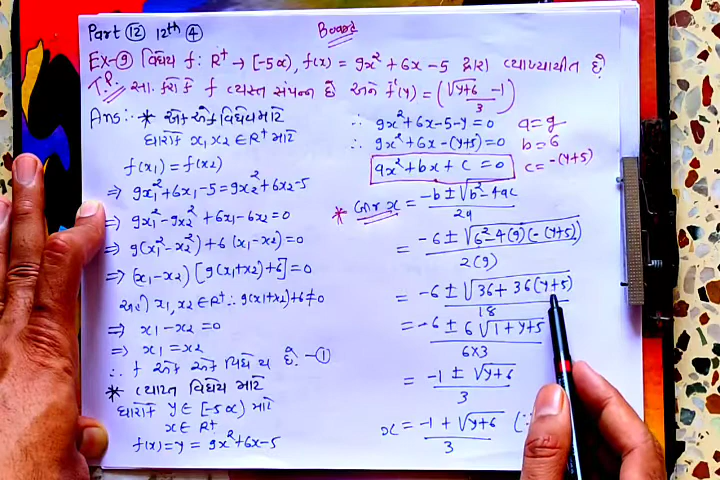 Part 12 12th 4
Board
Ex-9 વિધેય f: R⁺ → [-5 ∝), f(x) = 9x² + 6x - 5 દ્વારા વ્યાખ્યાયીત છે
T.P. સા. કરો કે f વ્યસ્ત સંપન્ન છે અને f⁻¹(y) = (√(y+6) - 1)/3
Ans:- * એક એક વિધેય માટે
ધારોકે x₁, x₂ ∈ R⁺ માટે
f(x₁) = f(x₂)
⇒ 9x₁² + 6x₁ - 5 = 9x₂² + 6x₂ - 5
⇒ 9x₁² - 9x₂² + 6x₁ - 6x₂ = 0
⇒ 9(x₁² - x₂²) + 6(x₁ - x₂) = 0
⇒ (x₁ - x₂) [9(x₁ + x₂) + 6] = 0
અહી x₁, x₂ ∈ R⁺ ∴ 9(x₁ + x₂) + 6 ≠ 0
⇒ x₁ - x₂ = 0
⇒ x₁ = x₂
∴ f એક એક વિધેય છે. - ①
* વ્યાપ્ત વિધેય માટે
ધારોકે y ∈ [-5 ∝) માટે
x ∈ R⁺
f(x) = y = 9x² + 6x - 5
∴ 9x² + 6x - 5 - y = 0 a = 9
∴ 9x² + 6x - (y+5) = 0 b = 6
ax² + bx + c = 0 c = -(y+5)
* x = (-b ± √(b² - 4ac))/2a
= (-6 ± √(6² - 4(9)(-(y+5))))/2(9)
= (-6 ± √(36 + 36(y+5)))/18
= (-6 ± 6√(1 + y + 5))/6×3
= (-1 ± √(y+6))/3
x = (-1 + √(y+6))/3 (∵